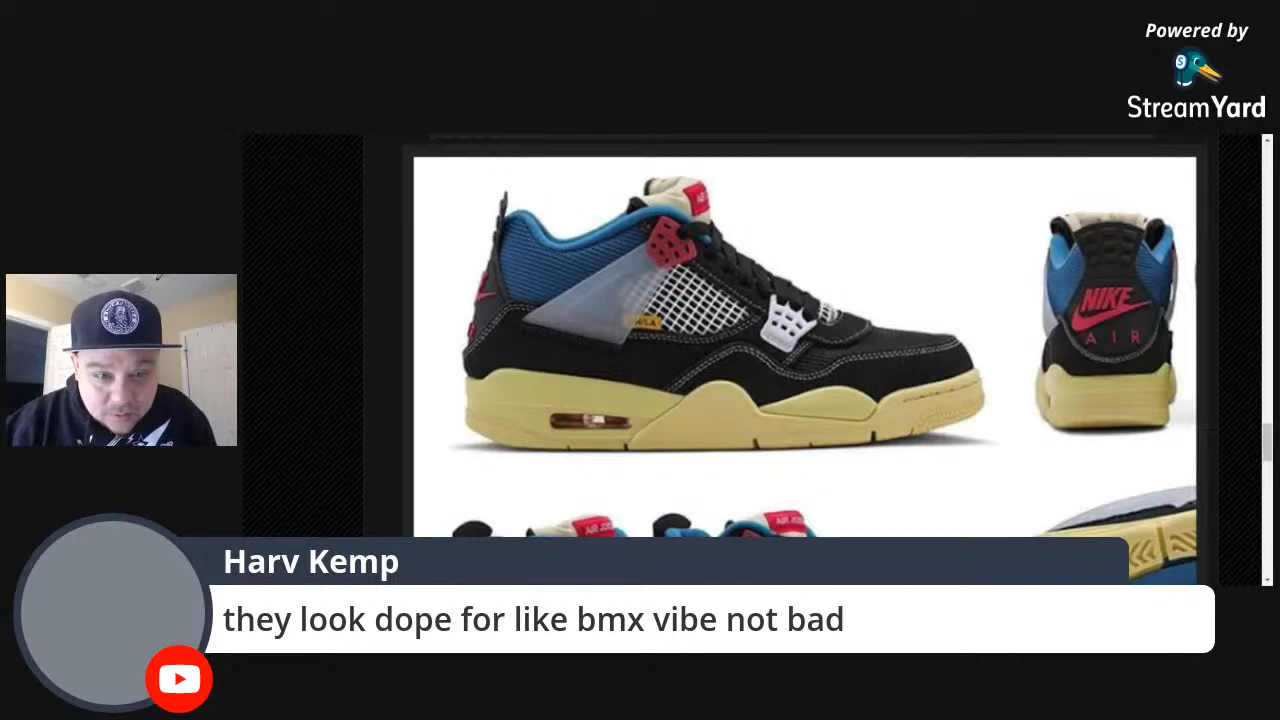 Powered by
StreamYard
NIKE
AIR
Harv Kemp
they look dope for like bmx vibe not bad